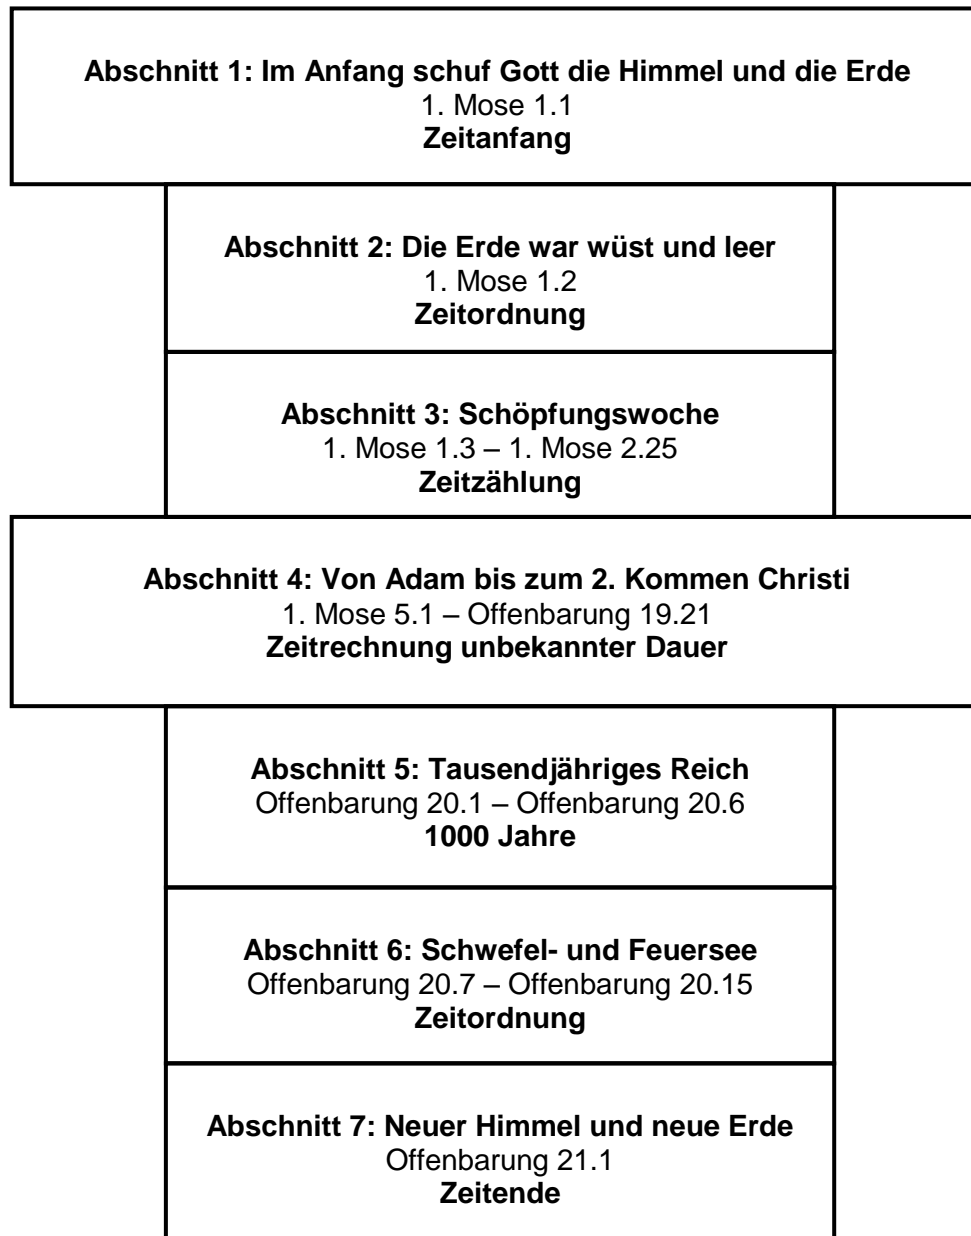 Abschnitt 1: Im Anfang schuf Gott die Himmel und die Erde
1. Mose 1.1
Zeitanfang
Abschnitt 2: Die Erde war wüst und leer
1. Mose 1.2
Zeitordnung
Abschnitt 3: Schöpfungswoche
1. Mose 1.3 – 1. Mose 2.25
Zeitzählung
Abschnitt 4: Von Adam bis zum 2. Kommen Christi
1. Mose 5.1 – Offenbarung 19.21
Zeitrechnung unbekannter Dauer
Abschnitt 5: Tausendjähriges Reich
Offenbarung 20.1 – Offenbarung 20.6
1000 Jahre
Abschnitt 6: Schwefel- und Feuersee
Offenbarung 20.7 – Offenbarung 20.15
Zeitordnung
Abschnitt 7: Neuer Himmel und neue Erde
Offenbarung 21.1
Zeitende